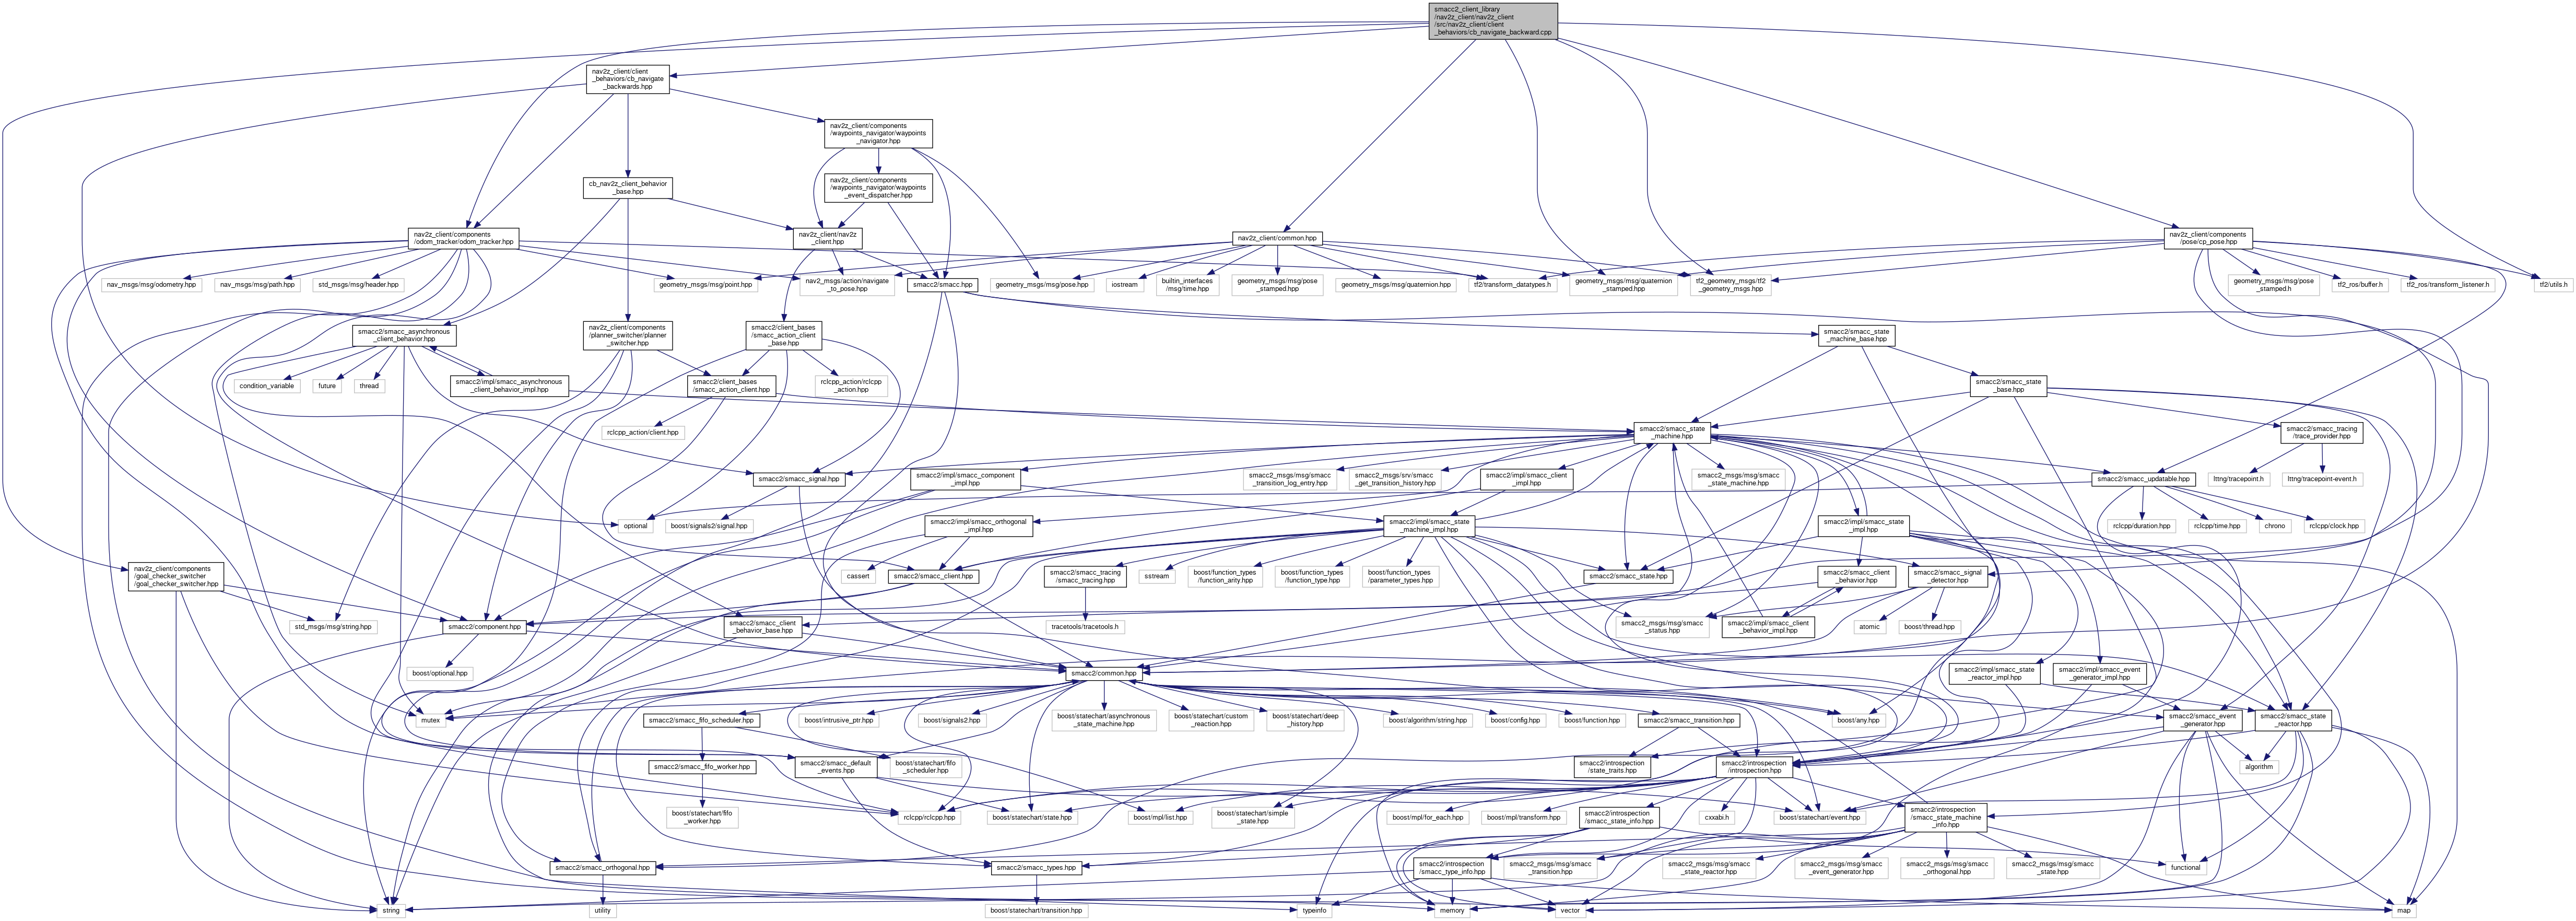 smacc2_client_library
/nav2z_client/nav2z_client
/src/nav2z_client/client
_behaviors/cb_navigate_backward.cpp
nav2z_client/client
_behaviors/cb_navigate
_backwards.hpp
nav2z_client/components
/waypoints_navigator/waypoints
_navigator.hpp
cb_nav2z_client_behavior
_base.hpp
nav2z_client/components
/waypoints_navigator/waypoints
_event_dispatcher.hpp
nav2z_client/components
/odom_tracker/odom_tracker.hpp
nav2z_client/nav2z
_client.hpp
nav2z_client/common.hpp
nav2z_client/components
/pose/cp_pose.hpp
nav_msgs/msg/odometry.hpp
nav_msgs/msg/path.hpp
std_msgs/msg/header.hpp
geometry_msgs/msg/point.hpp
nav2_msgs/action/navigate
_to_pose.hpp
smacc2/smacc.hpp
geometry_msgs/msg/pose.hpp
iostream
builtin_interfaces
/msg/time.hpp
geometry_msgs/msg/pose
_stamped.hpp
geometry_msgs/msg/quaternion.hpp
tf2/transform_datatypes.h
geometry_msgs/msg/quaternion
_stamped.hpp
tf2_geometry_msgs/tf2
_geometry_msgs.hpp
geometry_msgs/msg/pose
_stamped.h
tf2_ros/buffer.h
tf2_ros/transform_listener.h
tf2/utils.h
smacc2/smacc_asynchronous
_client_behavior.hpp
nav2z_client/components
/planner_switcher/planner
_switcher.hpp
smacc2/client_bases
/smacc_action_client
_base.hpp
smacc2/smacc_state
_machine_base.hpp
condition_variable
future
thread
smacc2/impl/smacc_asynchronous
_client_behavior_impl.hpp
smacc2/client_bases
/smacc_action_client.hpp
rclcpp_action/rclcpp
_action.hpp
smacc2/smacc_state
_base.hpp
rclcpp_action/client.hpp
smacc2/smacc_state
_machine.hpp
smacc2/smacc_tracing
/trace_provider.hpp
smacc2/smacc_signal.hpp
smacc2/impl/smacc_component
_impl.hpp
smacc2_msgs/msg/smacc
_transition_log_entry.hpp
smacc2_msgs/srv/smacc
_get_transition_history.hpp
smacc2/impl/smacc_client
_impl.hpp
smacc2_msgs/msg/smacc
_state_machine.hpp
smacc2/smacc_updatable.hpp
lttng/tracepoint.h
lttng/tracepoint-event.h
optional
boost/signals2/signal.hpp
smacc2/impl/smacc_orthogonal
_impl.hpp
smacc2/impl/smacc_state
_machine_impl.hpp
smacc2/impl/smacc_state
_impl.hpp
rclcpp/duration.hpp
rclcpp/time.hpp
chrono
rclcpp/clock.hpp
nav2z_client/components
/goal_checker_switcher
/goal_checker_switcher.hpp
cassert
smacc2/smacc_client.hpp
smacc2/smacc_tracing
/smacc_tracing.hpp
sstream
boost/function_types
/function_arity.hpp
boost/function_types
/function_type.hpp
boost/function_types
/parameter_types.hpp
smacc2/smacc_state.hpp
smacc2/smacc_client
_behavior.hpp
smacc2/smacc_signal
_detector.hpp
std_msgs/msg/string.hpp
smacc2/component.hpp
smacc2/smacc_client
_behavior_base.hpp
tracetools/tracetools.h
smacc2_msgs/msg/smacc
_status.hpp
smacc2/impl/smacc_client
_behavior_impl.hpp
atomic
boost/thread.hpp
boost/optional.hpp
smacc2/common.hpp
smacc2/impl/smacc_state
_reactor_impl.hpp
smacc2/impl/smacc_event
_generator_impl.hpp
mutex
smacc2/smacc_fifo_scheduler.hpp
boost/intrusive_ptr.hpp
boost/signals2.hpp
boost/statechart/asynchronous
_state_machine.hpp
boost/statechart/custom
_reaction.hpp
boost/statechart/deep
_history.hpp
boost/algorithm/string.hpp
boost/config.hpp
boost/function.hpp
smacc2/smacc_transition.hpp
boost/any.hpp
smacc2/smacc_event
_generator.hpp
smacc2/smacc_state
_reactor.hpp
smacc2/smacc_fifo_worker.hpp
smacc2/smacc_default
_events.hpp
boost/statechart/fifo
_scheduler.hpp
smacc2/introspection
/state_traits.hpp
smacc2/introspection
/introspection.hpp
algorithm
boost/statechart/fifo
_worker.hpp
rclcpp/rclcpp.hpp
boost/statechart/state.hpp
boost/mpl/list.hpp
boost/statechart/simple
_state.hpp
boost/mpl/for_each.hpp
boost/mpl/transform.hpp
smacc2/introspection
/smacc_state_info.hpp
cxxabi.h
boost/statechart/event.hpp
smacc2/introspection
/smacc_state_machine
_info.hpp
smacc2/smacc_orthogonal.hpp
smacc2/smacc_types.hpp
smacc2/introspection
/smacc_type_info.hpp
smacc2_msgs/msg/smacc
_transition.hpp
smacc2_msgs/msg/smacc
_state_reactor.hpp
smacc2_msgs/msg/smacc
_event_generator.hpp
smacc2_msgs/msg/smacc
_orthogonal.hpp
smacc2_msgs/msg/smacc
_state.hpp
functional
string
utility
boost/statechart/transition.hpp
typeinfo
memory
vector
map